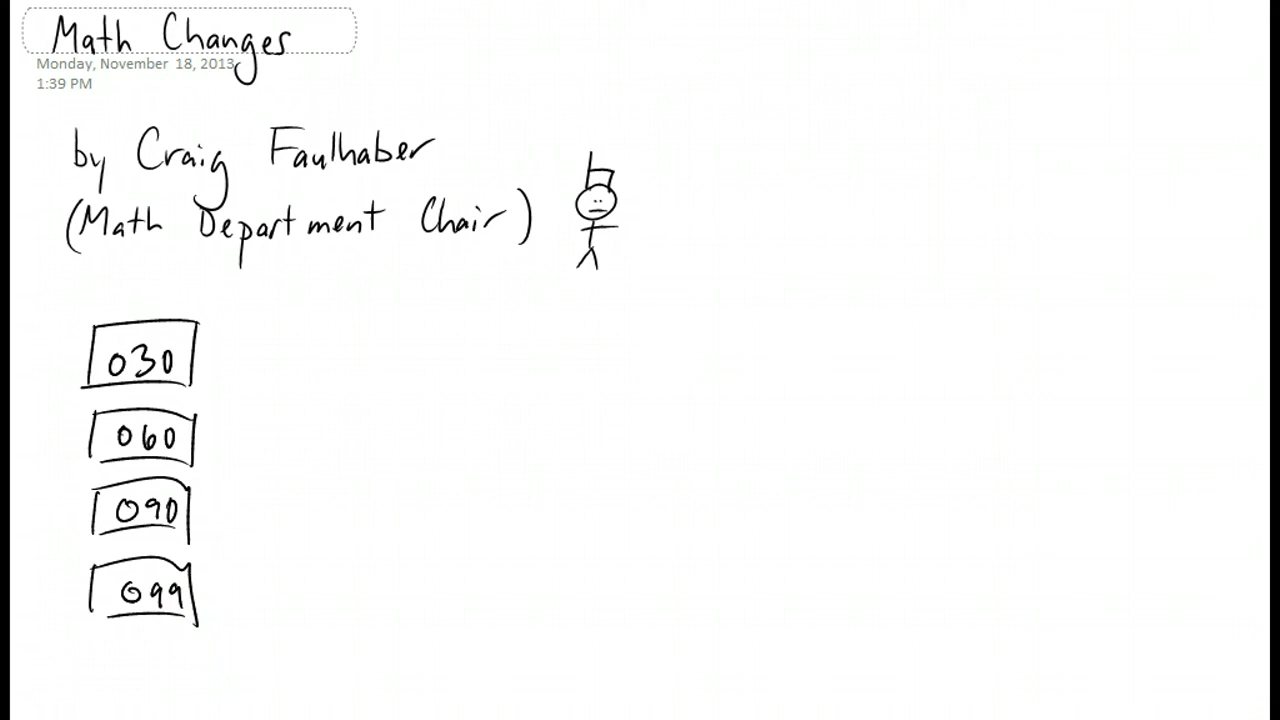 Math Changes
Monday, November 18, 2013
1:39 PM
by Craig Faulhaber
(Math Department Chair)
030
060
090
099